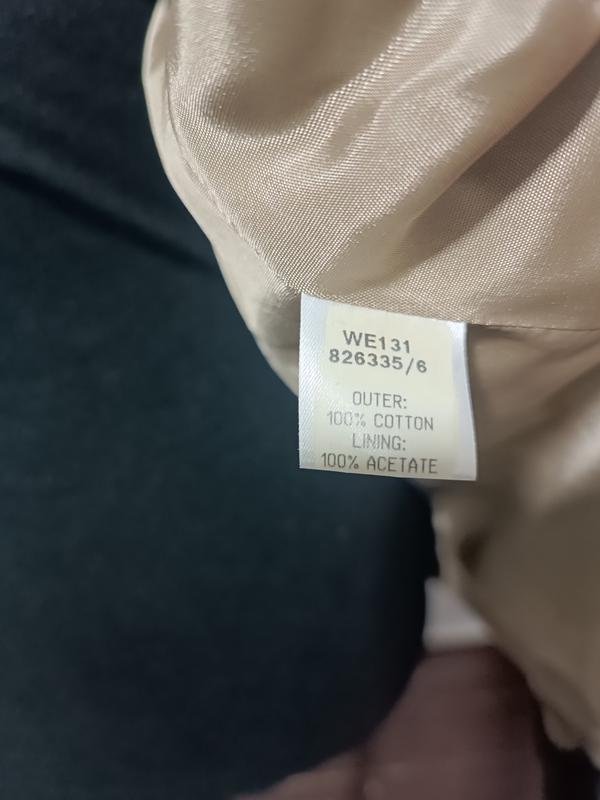 WE131
826335/6
OUTER:
100% COTTON
LINING:
100% ACETATE